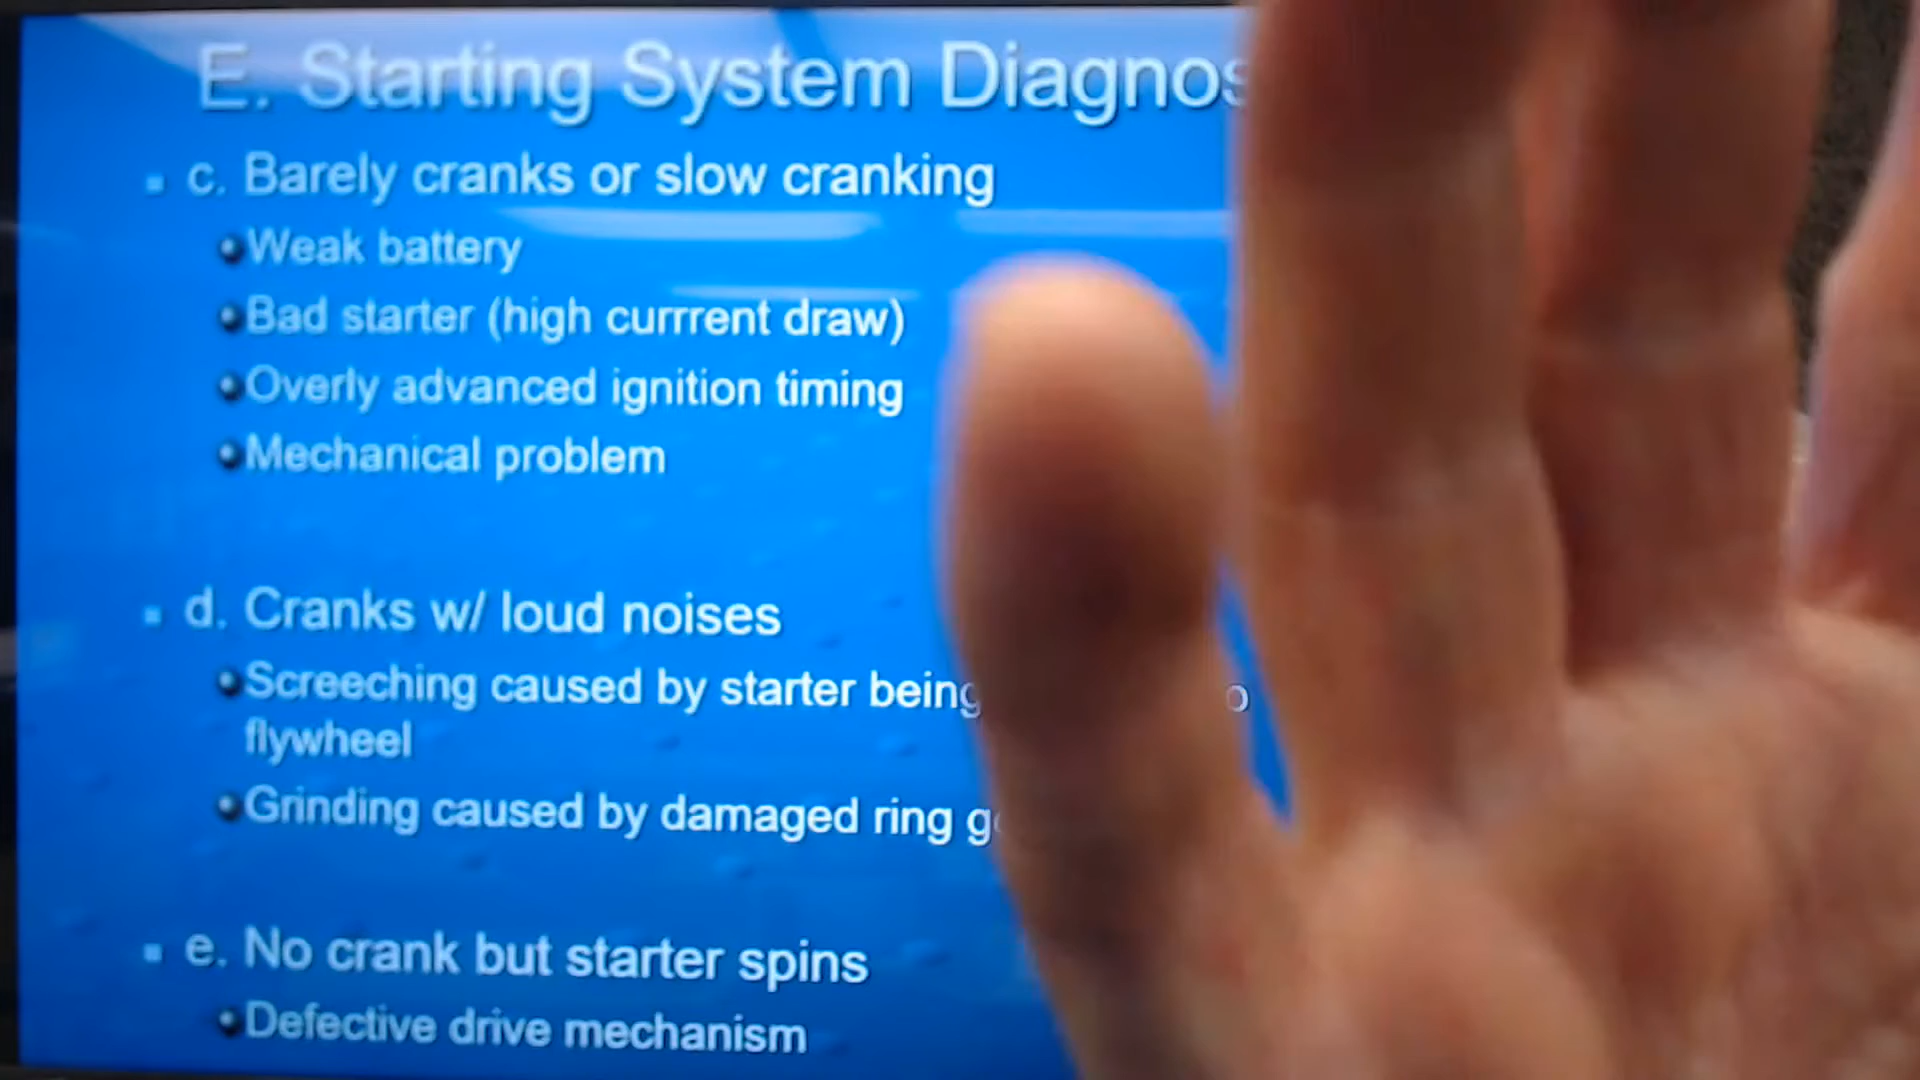 E. Starting System Diagnos
c. Barely cranks or slow cranking
Weak battery
Bad starter (high currrent draw)
Overly advanced ignition timing
Mechanical problem
d. Cranks w/ loud noises
Screeching caused by starter being
flywheel
Grinding caused by damaged ring
e. No crank but starter spins
Defective drive mechanism